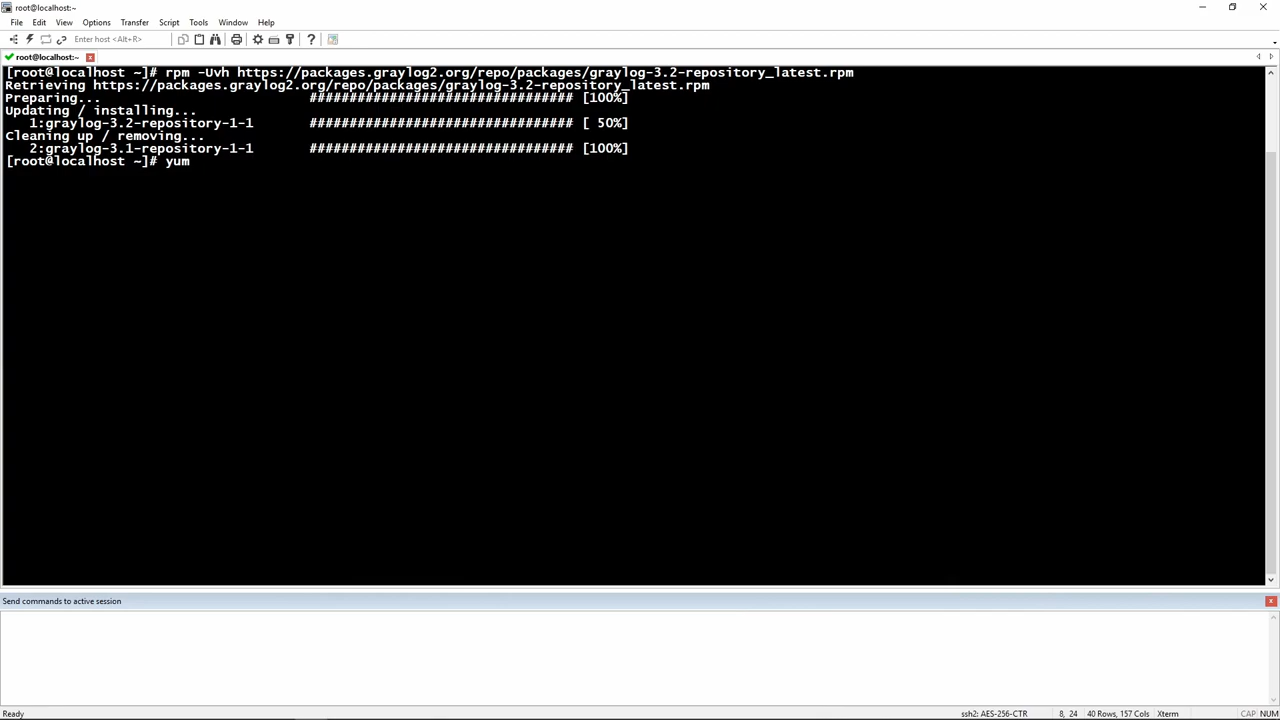 root@localhost:~
File Edit View Options Transfer Script Tools Window Help
Enter host <Alt+R>
root@localhost:~
[root@localhost ~]# rpm -Uvh https://packages.graylog2.org/repo/packages/graylog-3.2-repository_latest.rpm
Retrieving https://packages.graylog2.org/repo/packages/graylog-3.2-repository_latest.rpm
Preparing... ################################# [100%]
Updating / installing...
1:graylog-3.2-repository-1-1 ################################# [ 50%]
Cleaning up / removing...
2:graylog-3.1-repository-1-1 ################################# [100%]
[root@localhost ~]# yum
Send commands to active session
Ready ssh2: AES-256-CTR 8, 24 40 Rows, 157 Cols Xterm CAP NUM